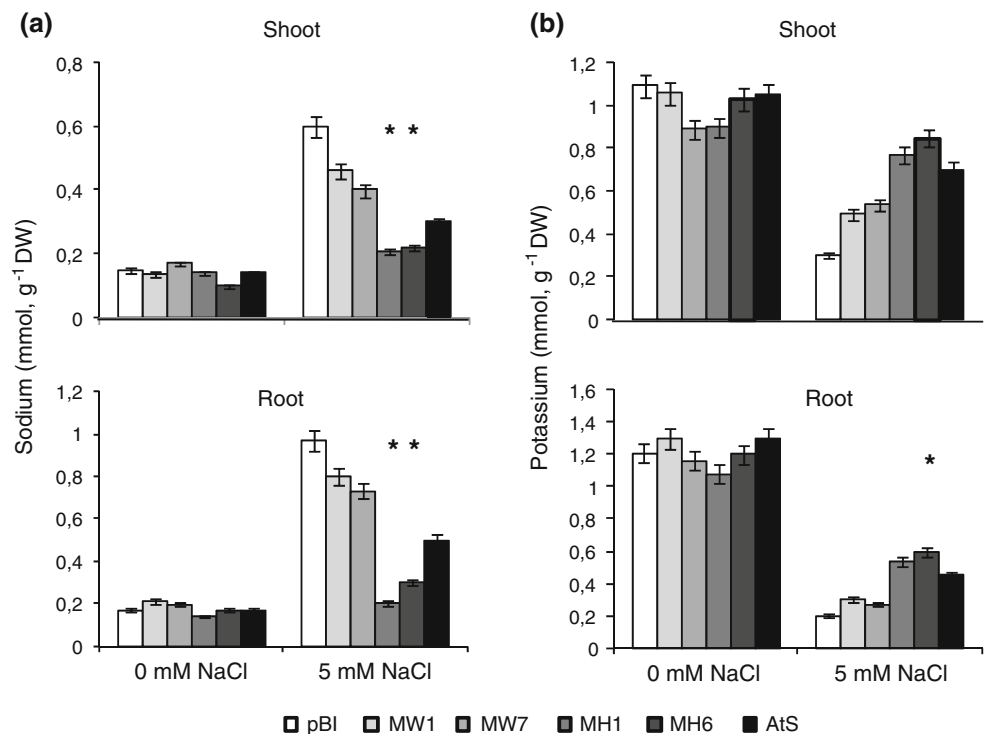 (a)
Shoot
0,8
0,6
0,4
0,2
0
* *
Root
1,2
1
0,8
0,6
0,4
0,2
0
* *
0 mM NaCl
5 mM NaCl
Sodium (mmol, g⁻¹ DW)
(b)
Shoot
1,2
1
0,8
0,6
0,4
0,2
0
Root
1,6
1,4
1,2
1
0,8
0,6
0,4
0,2
0
*
0 mM NaCl
5 mM NaCl
Potassium (mmol, g⁻¹ DW)
pBI MW1 MW7 MH1 MH6 AtS